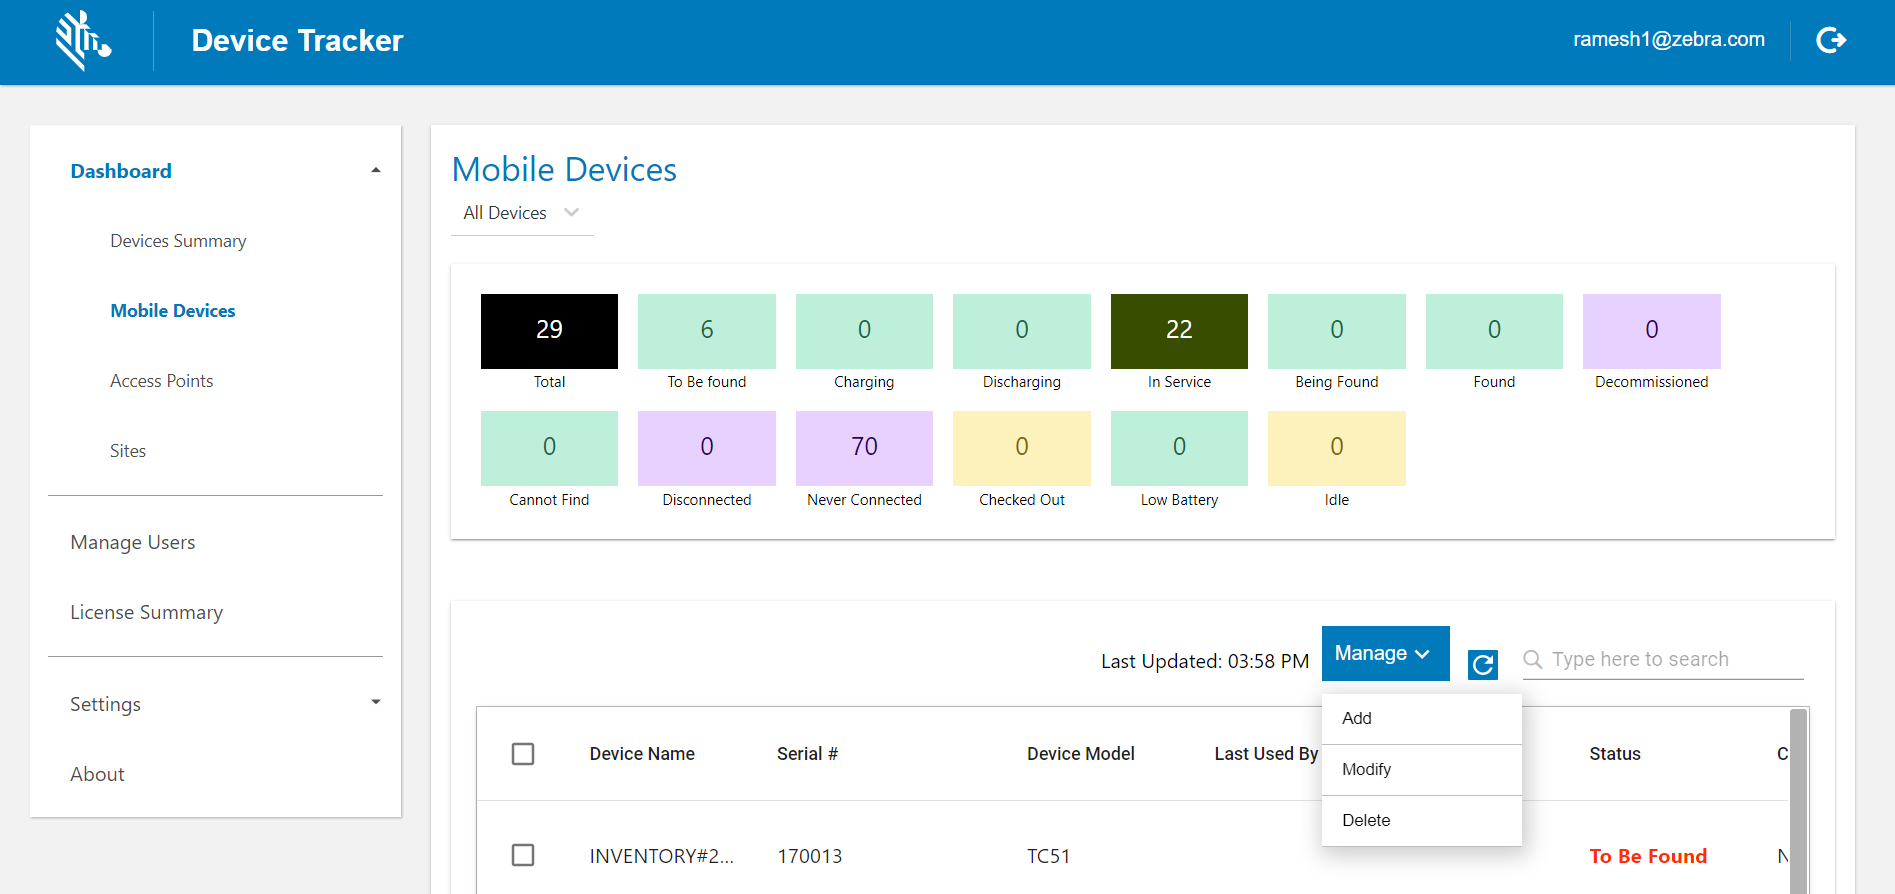 Device Tracker
ramesh1@zebra.com
Dashboard
Devices Summary
Mobile Devices
Access Points
Sites
Manage Users
License Summary
Settings
About
Mobile Devices
All Devices
29 6 0 0 22 0 0 0
Total To Be found Charging Discharging In Service Being Found Found Decommissioned
0 0 70 0 0 0
Cannot Find Disconnected Never Connected Checked Out Low Battery Idle
Last Updated: 03:58 PM Manage Type here to search
Add
Modify
Delete
Device Name Serial # Device Model Last Used By Status C
INVENTORY#2... 170013 TC51 To Be Found N